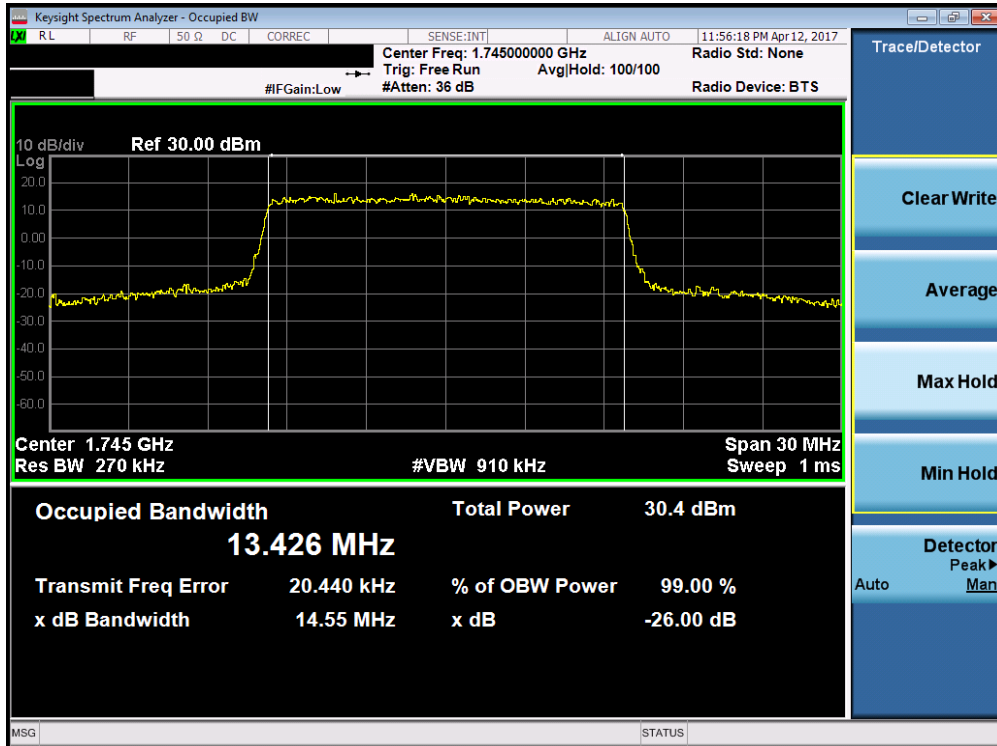 Keysight Spectrum Analyzer - Occupied BW
LXI RL RF 50 Ω DC CORREC SENSE:INT ALIGN AUTO 11:56:18 PM Apr 12, 2017
Center Freq: 1.745000000 GHz Radio Std: None
Trig: Free Run Avg|Hold: 100/100
#IFGain:Low #Atten: 36 dB Radio Device: BTS
Trace/Detector
10 dB/div Ref 30.00 dBm
Log
20.0
10.0
0.00
-10.0
-20.0
-30.0
-40.0
-50.0
-60.0
Center 1.745 GHz Span 30 MHz
Res BW 270 kHz #VBW 910 kHz Sweep 1 ms
Occupied Bandwidth Total Power 30.4 dBm
13.426 MHz
Transmit Freq Error 20.440 kHz % of OBW Power 99.00 %
x dB Bandwidth 14.55 MHz x dB -26.00 dB
Clear Write
Average
Max Hold
Min Hold
Detector
Peak▶
Auto Man
MSG STATUS